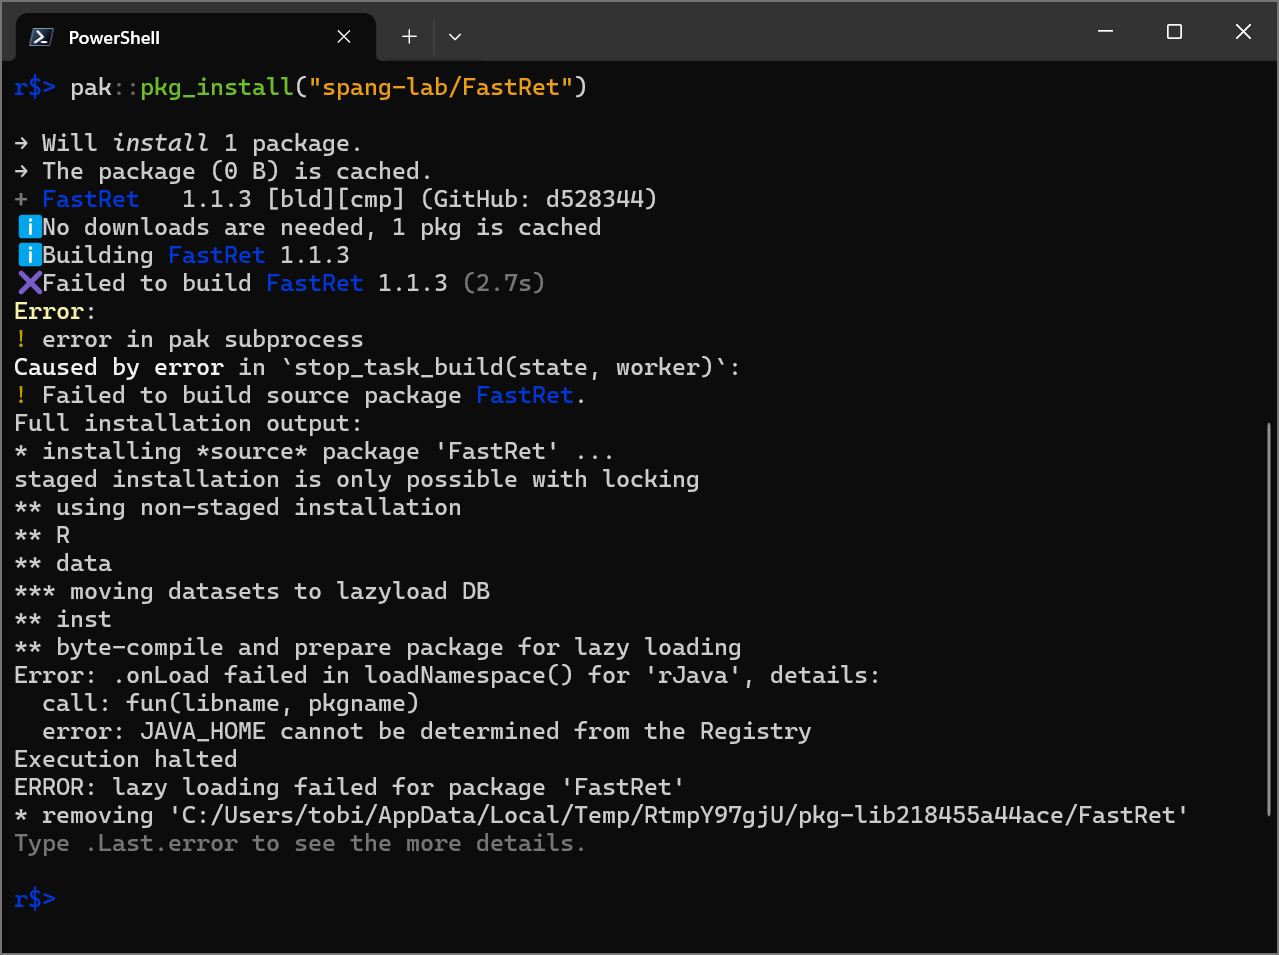 PowerShell
r$> pak::pkg_install("spang-lab/FastRet")
→ Will install 1 package.
→ The package (0 B) is cached.
+ FastRet   1.1.3 [bld][cmp] (GitHub: d528344)
ℹ️No downloads are needed, 1 pkg is cached
ℹ️Building FastRet 1.1.3
❌Failed to build FastRet 1.1.3 (2.7s)
Error:
! error in pak subprocess
Caused by error in `stop_task_build(state, worker)`:
! Failed to build source package FastRet.
Full installation output:
* installing *source* package 'FastRet' ...
staged installation is only possible with locking
** using non-staged installation
** R
** data
*** moving datasets to lazyload DB
** inst
** byte-compile and prepare package for lazy loading
Error: .onLoad failed in loadNamespace() for 'rJava', details:
  call: fun(libname, pkgname)
  error: JAVA_HOME cannot be determined from the Registry
Execution halted
ERROR: lazy loading failed for package 'FastRet'
* removing 'C:/Users/tobi/AppData/Local/Temp/RtmpY97gjU/pkg-lib218455a44ace/FastRet'
Type .Last.error to see the more details.
r$>